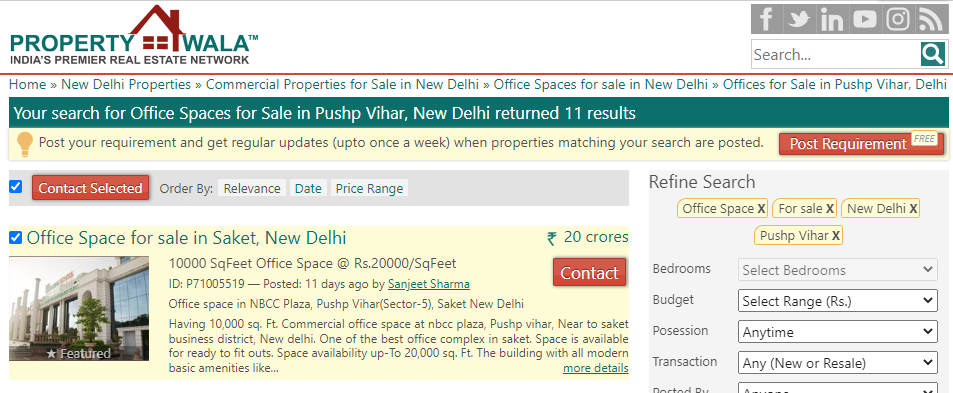 PROPERTY WALA™
INDIA'S PREMIER REAL ESTATE NETWORK
Search...
Home » New Delhi Properties » Commercial Properties for Sale in New Delhi » Office Spaces for sale in New Delhi » Offices for Sale in Pushp Vihar, Delhi
Your search for Office Spaces for Sale in Pushp Vihar, New Delhi returned 11 results
Post your requirement and get regular updates (upto once a week) when properties matching your search are posted.
Post Requirement FREE
Contact Selected Order By: Relevance Date Price Range
Office Space for sale in Saket, New Delhi ₹ 20 crores
10000 SqFeet Office Space @ Rs.20000/SqFeet
Contact
ID: P71005519 — Posted: 11 days ago by Sanjeet Sharma
Office space in NBCC Plaza, Pushp Vihar(Sector-5), Saket New Delhi
Having 10,000 sq. Ft. Commercial office space at nbcc plaza, Pushp vihar, Near to saket
business district, New delhi. One of the best office complex in saket. Space is available
for ready to fit outs. Space availability up-To 20,000 sq. Ft. The building with all modern
basic amenities like... more details
★ Featured
Refine Search
Office Space X For sale X New Delhi X
Pushp Vihar X
Bedrooms Select Bedrooms
Budget Select Range (Rs.)
Posession Anytime
Transaction Any (New or Resale)
Posted By Anyone